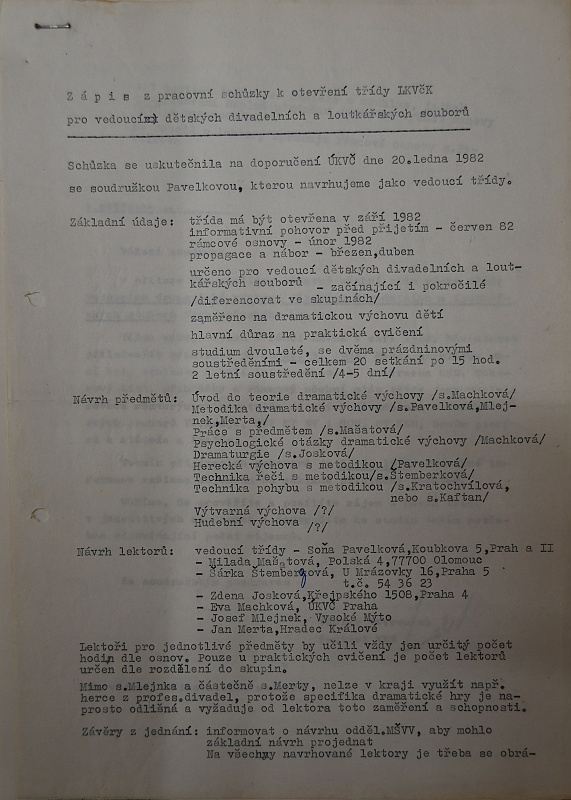 Z á p i s  z pracovní schůzky k otevření třídy LKVčK
pro vedoucím dětských divadelních a loutkářských souborů
Schůzka se uskutečnila na doporučení ÚKVČ dne 20.ledna 1982
se soudružkou Pavelkovou, kterou navrhujeme jako vedoucí třídy.
Základní údaje: třída má být otevřena v září 1982
informativní pohovor před přijetím - červen 82
rámcové osnovy - únor 1982
propagace a nábor - březen,duben
určeno pro vedoucí dětských divadelních a lout-
kářských souborů - začínající i pokročilé
/diferencovat ve skupinách/
zaměřeno na dramatickou výchovu dětí
hlavní důraz na praktická cvičení
studium dvouleté, se dvěma prázdninovými
soustředěními - celkem 20 setkání po 15 hod.
2 letní soustředění /4-5 dní/
Návrh předmětů: Úvod do teorie dramatické výchovy /s.Machková/
Metodika dramatické výchovy /s.Pavelková,Mlej-
nek,Merta,/
Práce s předmětem /s.Mašatová/
Psychologické otázky dramatické výchovy /Machková/
Dramaturgie /s.Josková/
Herecká výchova s metodikou /Pavelková/
Technika řeči s metodikou/s.Štemberková/
Technika pohybu s metodikou /s.Kratochvílová,
nebo s.Kaftan/
Výtvarná výchova /?/
Hudební výchova /?/
Návrh lektorů: vedoucí třídy - Soňa Pavelková,Koubkova 5,Prah a II
- Milada Mašatová, Polská 4,77900 Olomouc
- Šárka Štembergová, U Mrázovky 16,Praha 5
t.č. 54 36 23
- Zdena Josková,Křejpského 1508,Praha 4
- Eva Machková, ÚKVČ Praha
- Josef Mlejnek, Vysoké Mýto
- Jan Merta,Hradec Králové
Lektoři pro jednotlivé předměty by učili vždy jen určitý počet
hodin dle osnov. Pouze u praktických cvičení je počet lektorů
určen dle rozdělení do skupin.
Mimo s.Mlejnka a částečně s.Merty, nelze v kraji využít např.
herce z profes.divadel, protože specifika dramatické hry je na-
prosto odlišná a vyžaduje od lektora toto zaměření a schopnosti.
Závěry z jednání: informovat o návrhu odděl.MŠVV, aby mohlo
základní návrh projednat
Na všechny navrhované lektory je třeba se obrá-